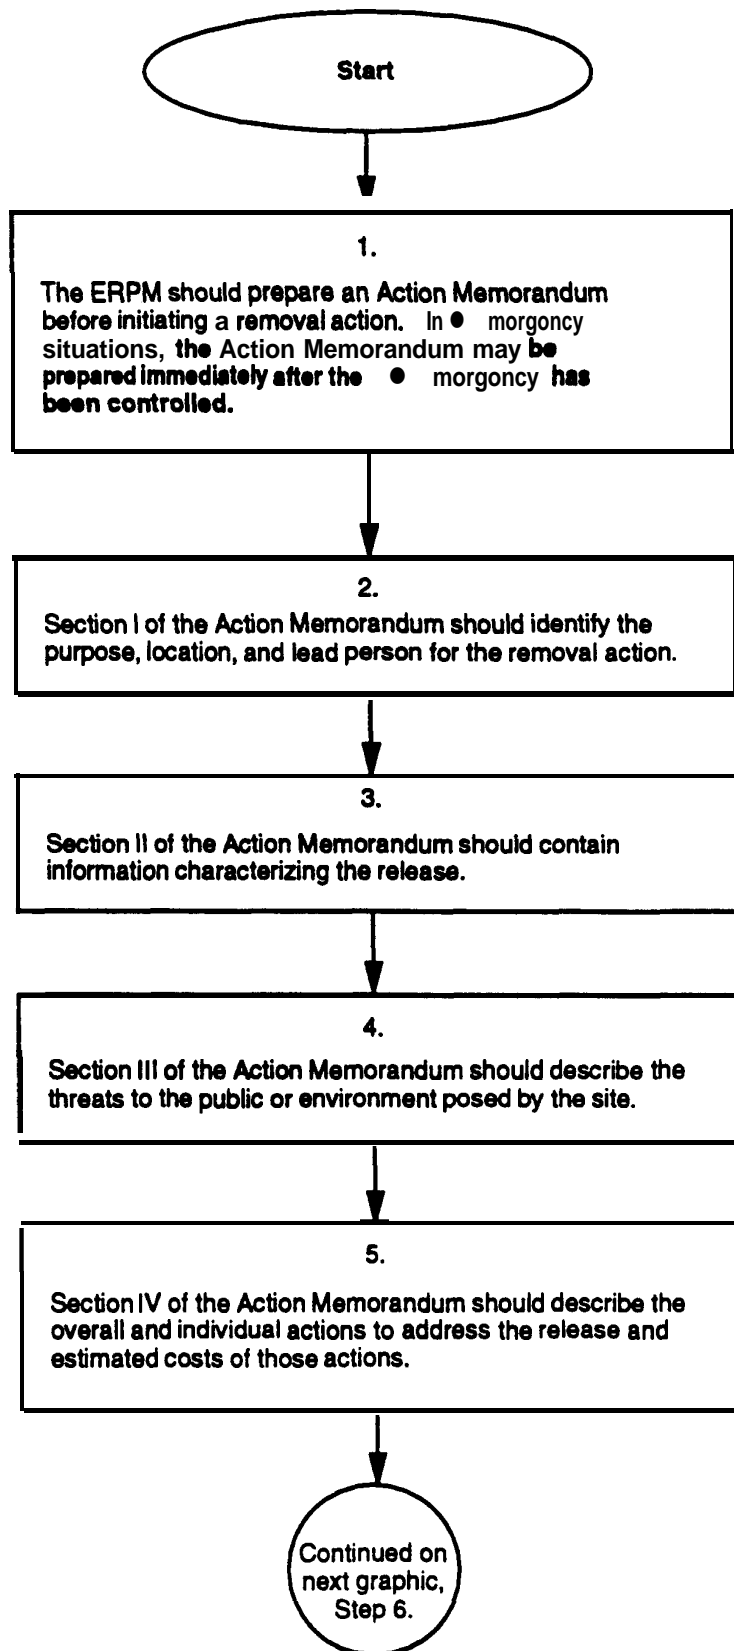 Start
1.
The ERPM should prepare an Action Memorandum
before initiating a removal action. In ● morgoncy
situations, the Action Memorandum may be
prepared immediately after the ● morgoncy has
been controlled.
2.
Section I of the Action Memorandum should identify the
purpose, location, and lead person for the removal action.
3.
Section II of the Action Memorandum should contain
information characterizing the release.
4.
Section III of the Action Memorandum should describe the
threats to the public or environment posed by the site.
5.
Section IV of the Action Memorandum should describe the
overall and individual actions to address the release and
estimated costs of those actions.
Continued on
next graphic,
Step 6.